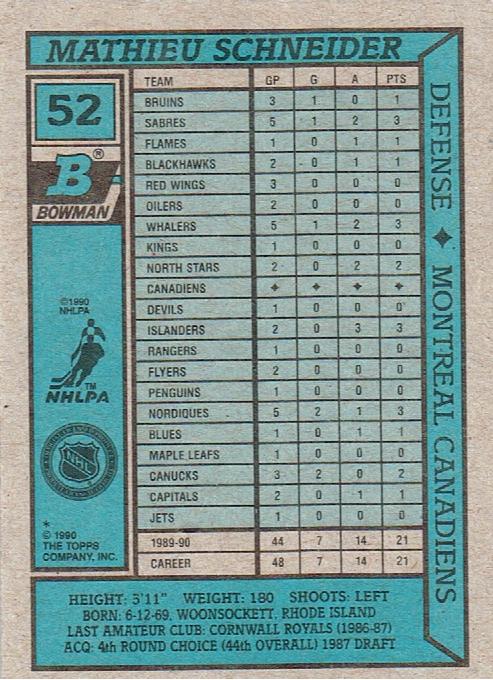 MATHIEU SCHNEIDER
52
B®
BOWMAN
©1990
NHLPA
TM
NHLPA
NHL
*
© 1990
THE TOPPS
COMPANY, INC.
TEAM GP G A PTS
BRUINS 3 1 0 1
SABRES 5 1 2 3
FLAMES 1 0 1 1
BLACKHAWKS 2 0 1 1
RED WINGS 3 0 0 0
OILERS 2 0 0 0
WHALERS 5 1 2 3
KINGS 1 0 0 0
NORTH STARS 2 0 2 2
CANADIENS ✦ ✦ ✦ ✦
DEVILS 1 0 0 0
ISLANDERS 2 0 3 3
RANGERS 1 0 0 0
FLYERS 2 0 0 0
PENGUINS 1 0 0 0
NORDIQUES 5 2 1 3
BLUES 1 0 1 1
MAPLE LEAFS 1 0 0 0
CANUCKS 3 2 0 2
CAPITALS 2 0 1 1
JETS 1 0 0 0
1989-90 44 7 14 21
CAREER 48 7 14 21
DEFENSE ✦ MONTREAL CANADIENS
HEIGHT: 5'11" WEIGHT: 180 SHOOTS: LEFT
BORN: 6-12-69, WOONSOCKETT, RHODE ISLAND
LAST AMATEUR CLUB: CORNWALL ROYALS (1986-87)
ACQ: 4th ROUND CHOICE (44th OVERALL) 1987 DRAFT